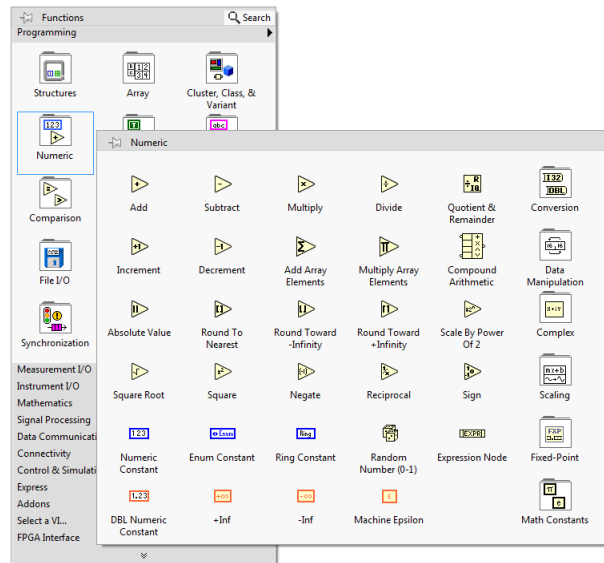 Functions
Search
Programming
Structures
Array
Cluster, Class, &
Variant
Numeric
Comparison
File I/O
Synchronization
Measurement I/O
Instrument I/O
Mathematics
Signal Processing
Data Communicati
Connectivity
Control & Simulati
Express
Addons
Select a VI...
FPGA Interface
Numeric
Add
Subtract
Multiply
Divide
Quotient &
Remainder
Conversion
Increment
Decrement
Add Array
Elements
Multiply Array
Elements
Compound
Arithmetic
Data
Manipulation
Absolute Value
Round To
Nearest
Round Toward
-Infinity
Round Toward
+Infinity
Scale By Power
Of 2
Complex
Square Root
Square
Negate
Reciprocal
Sign
Scaling
Numeric
Constant
Enum Constant
Ring Constant
Random
Number (0-1)
Expression Node
Fixed-Point
DBL Numeric
Constant
+Inf
-Inf
Machine Epsilon
Math Constants